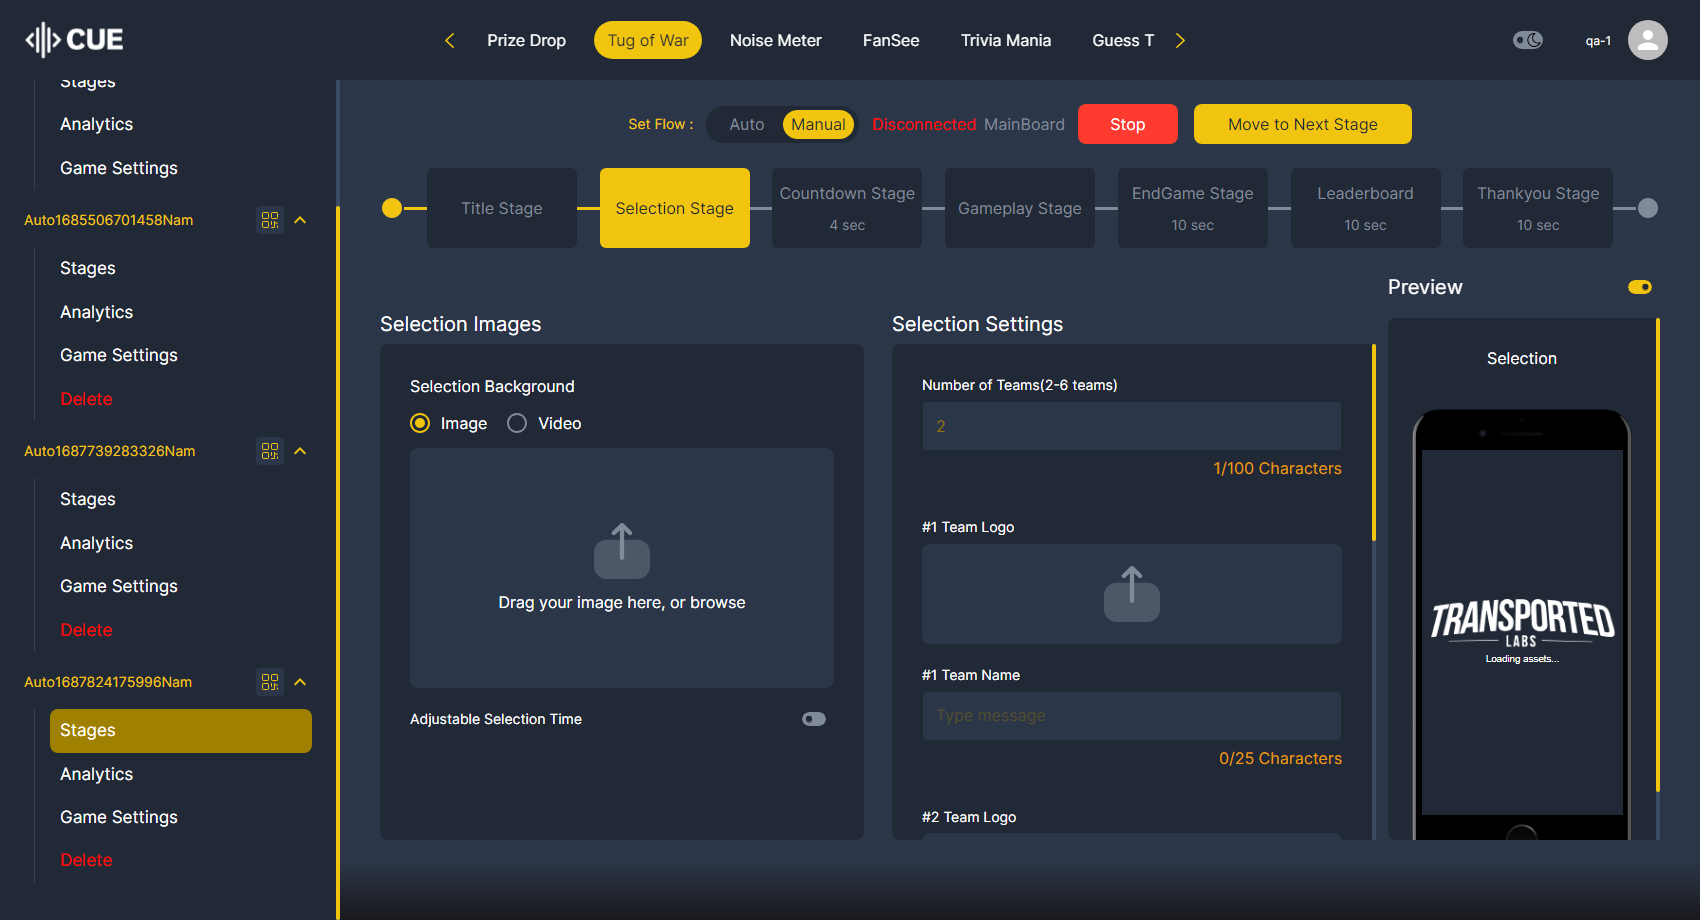 CUE
Prize Drop
Tug of War
Noise Meter
FanSee
Trivia Mania
Guess T
qa-1
Stages
Analytics
Game Settings
Auto1685506701458Nam
Stages
Analytics
Game Settings
Delete
Auto1687739283326Nam
Stages
Analytics
Game Settings
Delete
Auto1687824175996Nam
Stages
Analytics
Game Settings
Delete
Set Flow :
Auto
Manual
Disconnected MainBoard
Stop
Move to Next Stage
Title Stage
Selection Stage
Countdown Stage
4 sec
Gameplay Stage
EndGame Stage
10 sec
Leaderboard
10 sec
Thankyou Stage
10 sec
Selection Images
Selection Background
Image
Video
Drag your image here, or browse
Adjustable Selection Time
Selection Settings
Number of Teams(2-6 teams)
2
1/100 Characters
#1 Team Logo
#1 Team Name
Type message
0/25 Characters
#2 Team Logo
Preview
Selection
TRANSPORTED
LABS
Loading assets...